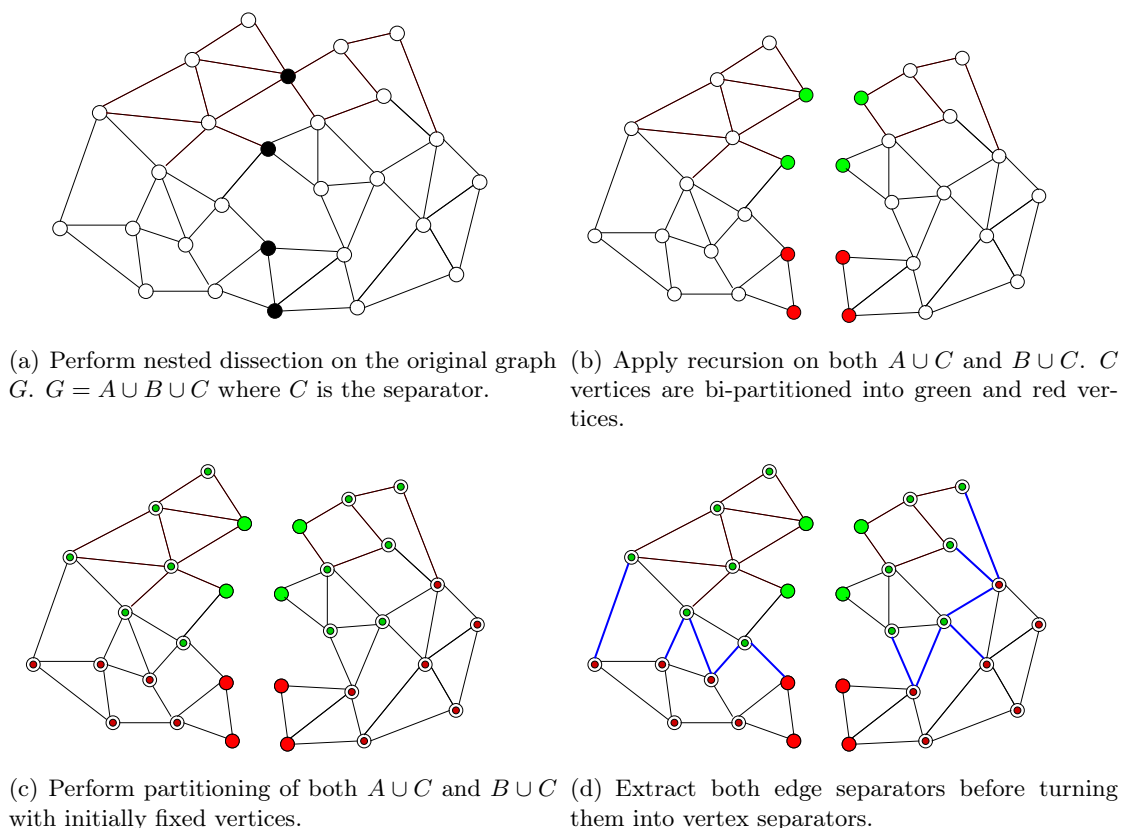 (a) Perform nested dissection on the original graph
G. G = A ∪ B ∪ C where C is the separator.
(b) Apply recursion on both A ∪ C and B ∪ C. C
vertices are bi-partitioned into green and red ver-
tices.
(c) Perform partitioning of both A ∪ C and B ∪ C
with initially fixed vertices.
(d) Extract both edge separators before turning
them into vertex separators.